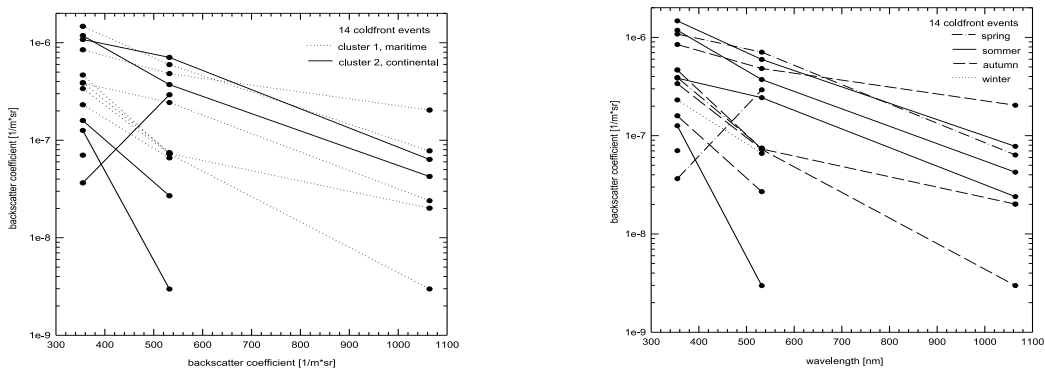 14 coldfront events
cluster 1, maritime
cluster 2, continental
1e-6
1e-7
1e-8
1e-9
backscatter coefficient [1/m*sr]
300 400 500 600 700 800 900 1000 1100
backscatter coefficient [1/m*sr]
14 coldfront events
spring
sommer
autumn
winter
1e-6
1e-7
1e-8
1e-9
backscatter coefficient [1/m*sr]
300 400 500 600 700 800 900 1000 1100
wavelength [nm]